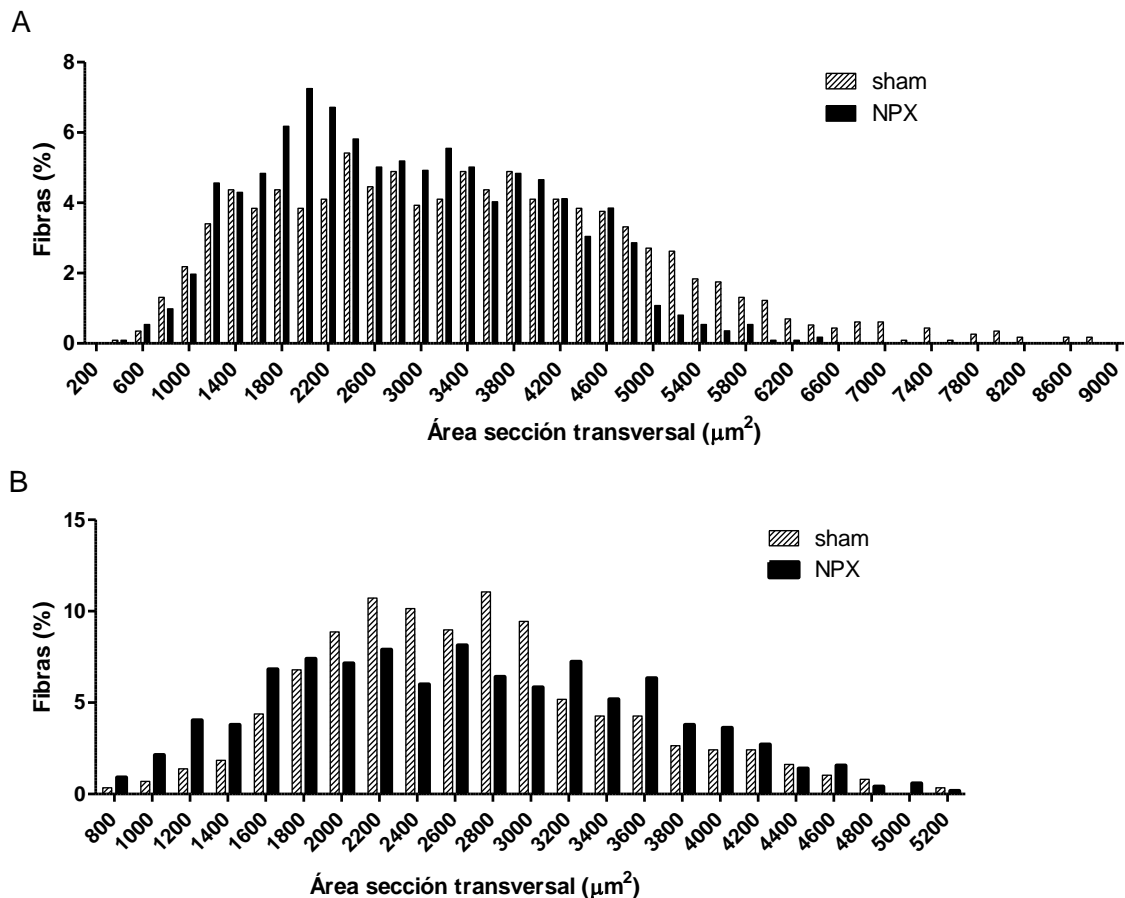 A
8
6
4
2
0
Fibras (%)
sham
NPX
200 600 1000 1400 1800 2200 2600 3000 3400 3800 4200 4600 5000 5400 5800 6200 6600 7000 7400 7800 8200 8600 9000
Área sección transversal (μm²)
B
15
10
5
0
Fibras (%)
sham
NPX
800 1000 1200 1400 1600 1800 2000 2200 2400 2600 2800 3000 3200 3400 3600 3800 4000 4200 4400 4600 4800 5000 5200
Área sección transversal (μm²)